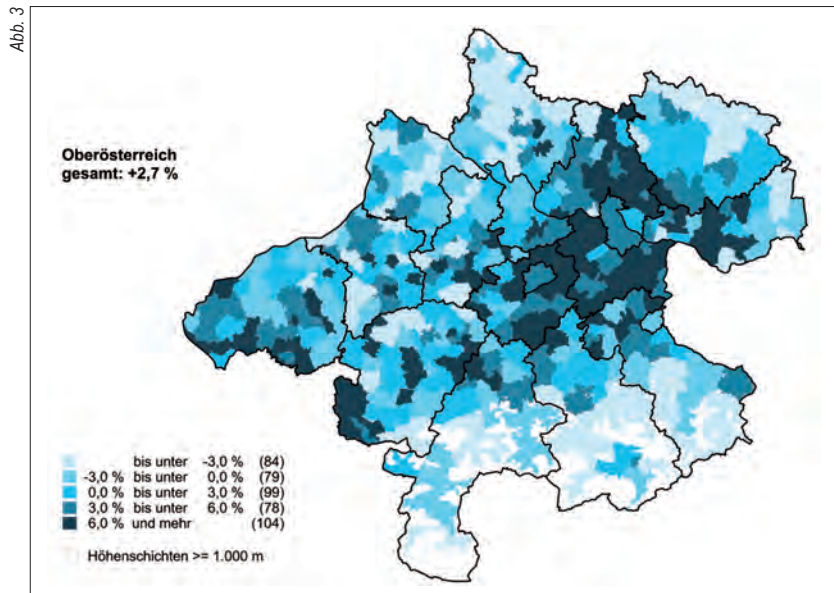 Abb. 3
Oberösterreich
gesamt: +2,7 %
bis unter -3,0 % (84)
-3,0 % bis unter 0,0 % (79)
0,0 % bis unter 3,0 % (99)
3,0 % bis unter 6,0 % (78)
6,0 % und mehr (104)
Höhenschichten >= 1.000 m